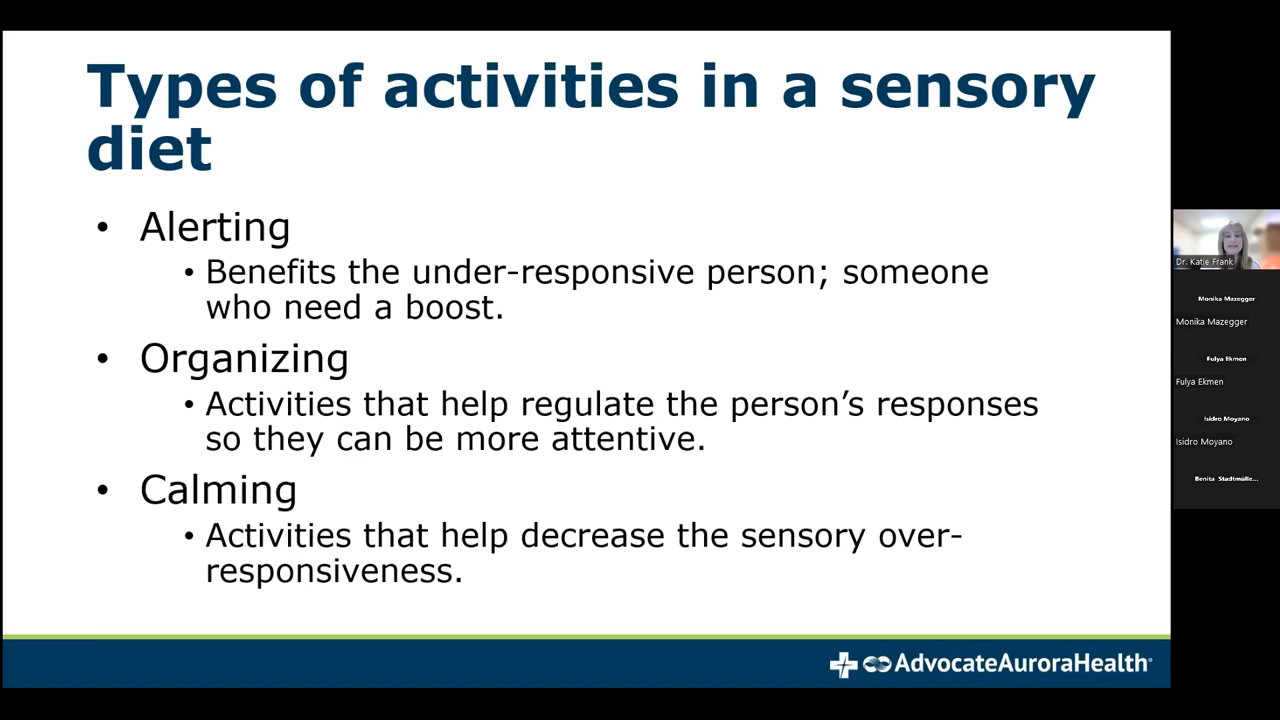 Types of activities in a sensory
diet
• Alerting
• Benefits the under-responsive person; someone
who need a boost.
• Organizing
• Activities that help regulate the person’s responses
so they can be more attentive.
• Calming
• Activities that help decrease the sensory over-
responsiveness.
AdvocateAuroraHealth®
Dr. Katie Frank
Monika Mazegger
Monika Mazegger
Fulya Ekmen
Fulya Ekmen
Isidro Moyano
Isidro Moyano
Benita Stadtmülle...